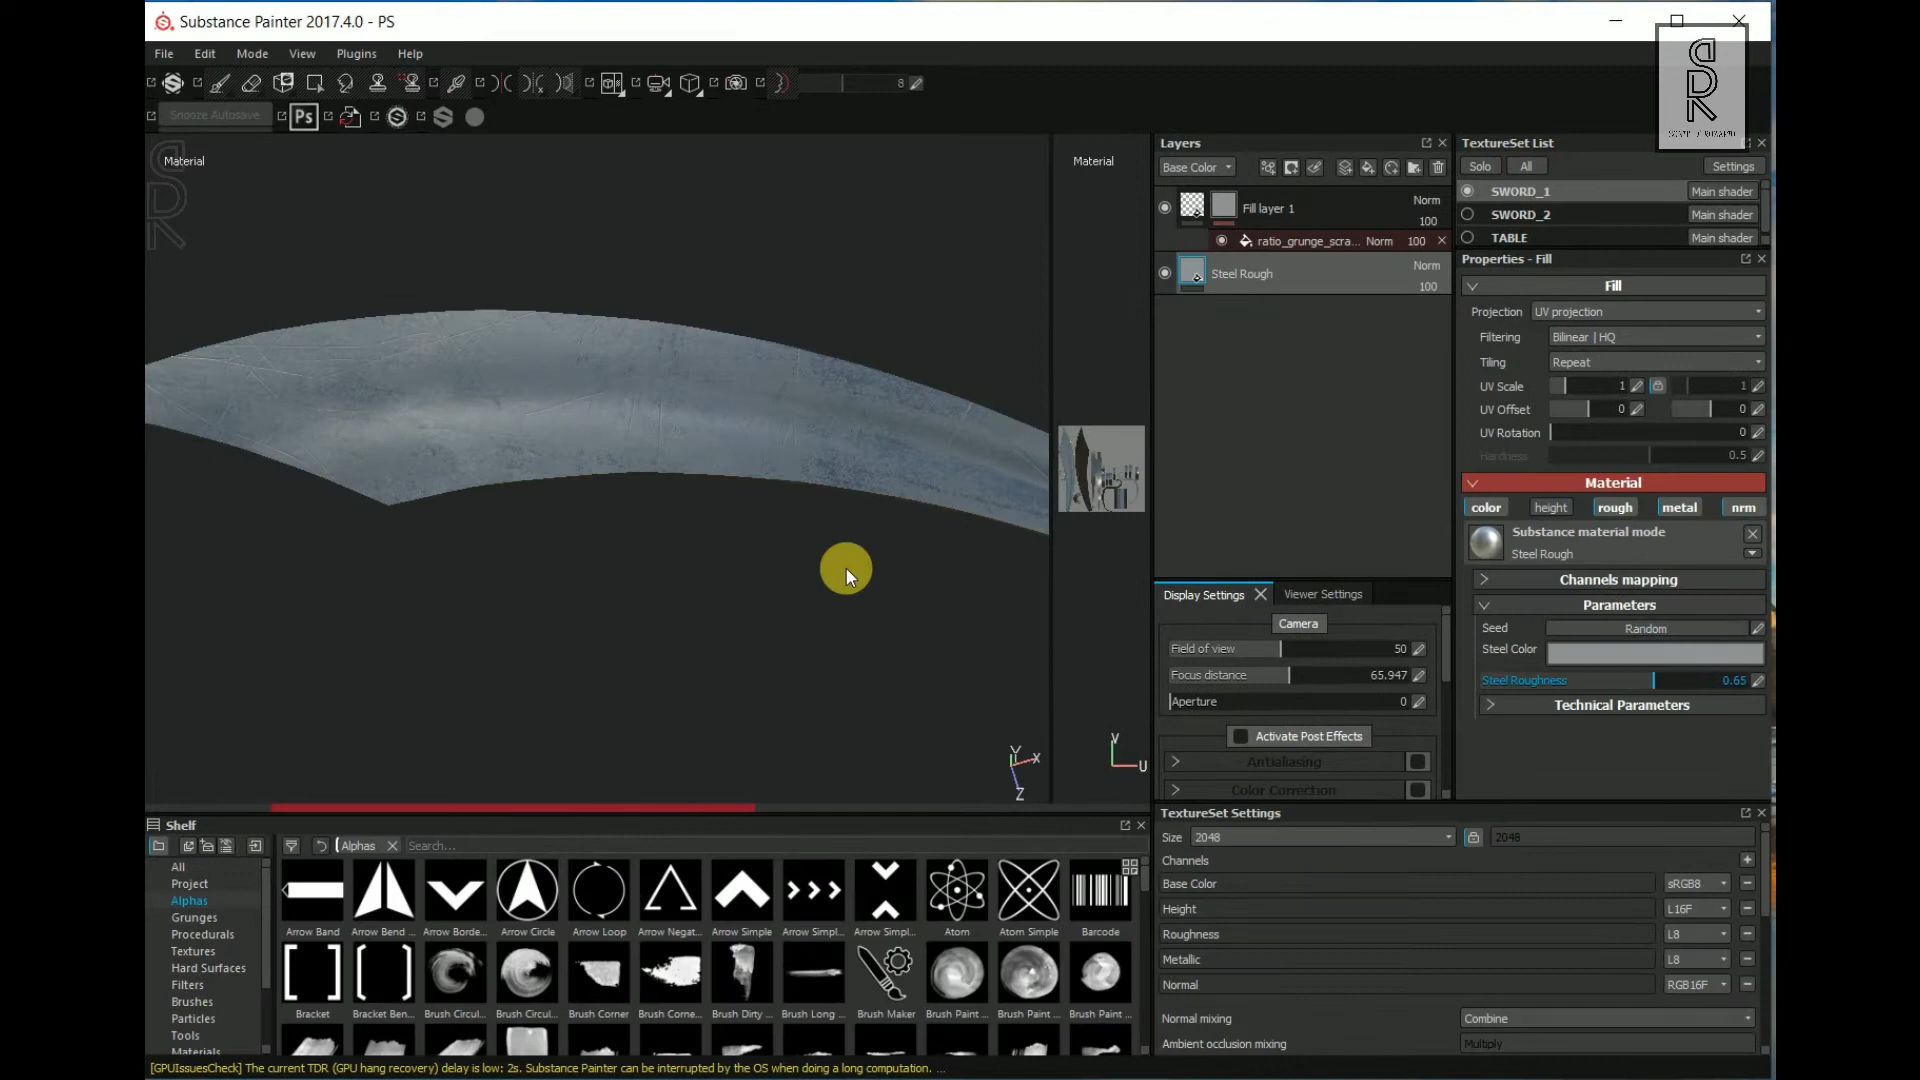 Substance Painter 2017.4.0 - PS
File Edit Mode View Plugins Help
8
Snooze Autosave
Ps
SDR
Material
Material
Layers
Base Color
Fill layer 1
Norm
100
ratio_grunge_scra... Norm 100
Steel Rough
Norm
100
TextureSet List
Solo All Settings
SWORD_1 Main shader
SWORD_2 Main shader
TABLE Main shader
Properties - Fill
Fill
Projection UV projection
Filtering Bilinear | HQ
Tiling Repeat
UV Scale 1 1
UV Offset 0 0
UV Rotation 0
Hardness 0.5
Material
color height rough metal nrm
Substance material mode
Steel Rough
Channels mapping
Parameters
Seed Random
Steel Color
Steel Roughness 0.65
Technical Parameters
Display Settings Viewer Settings
Camera
Field of view 50
Focus distance 65.947
Aperture 0
Activate Post Effects
Antialiasing
Color Correction
Y X Z
V U
TextureSet Settings
Size 2048 2048
Channels
Base Color sRGB8
Height L16F
Roughness L8
Metallic L8
Normal RGB16F
Normal mixing Combine
Ambient occlusion mixing Multiply
Shelf
Alphas Search...
All
Project
Alphas
Grunges
Procedurals
Textures
Hard Surfaces
Filters
Brushes
Particles
Tools
Materials
Arrow Band Arrow Bend ... Arrow Borde... Arrow Circle Arrow Loop Arrow Negat... Arrow Simple Arrow Simpl... Arrow Simpl... Atom Atom Simple Barcode
Bracket Bracket Ben... Brush Circul... Brush Circul... Brush Corner Brush Corne... Brush Dirty ... Brush Long ... Brush Maker Brush Paint ... Brush Paint ... Brush Paint ...
[GPUIssuesCheck] The current TDR (GPU hang recovery) delay is low: 2s. Substance Painter can be interrupted by the OS when doing a long computation. ...